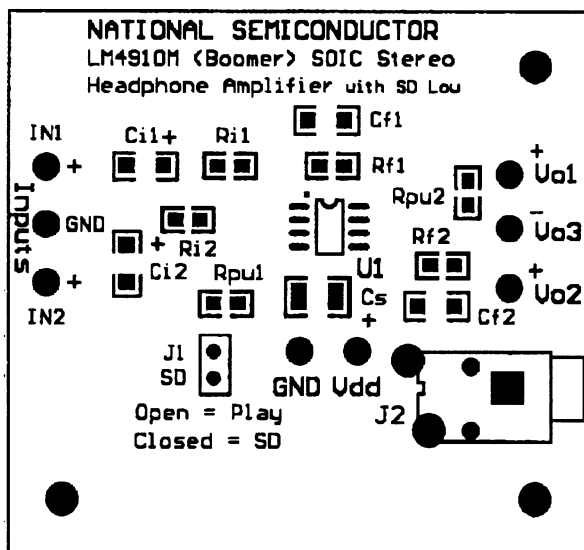 NATIONAL SEMICONDUCTOR
LM4910M (Boomer) SOIC Stereo
Headphone Amplifier with SD Low
Cf1
IN1
Ci1+
Ri1
+
Rf1
+
Vo1
Rpu2
Inputs
GND
Ri2
+
Ci2
U1
Rf2
-
Vo3
+
IN2
Rpu1
Cs
+
Cf2
+
Vo2
J1
SD
GND Vdd
J2
Open = Play
Closed = SD